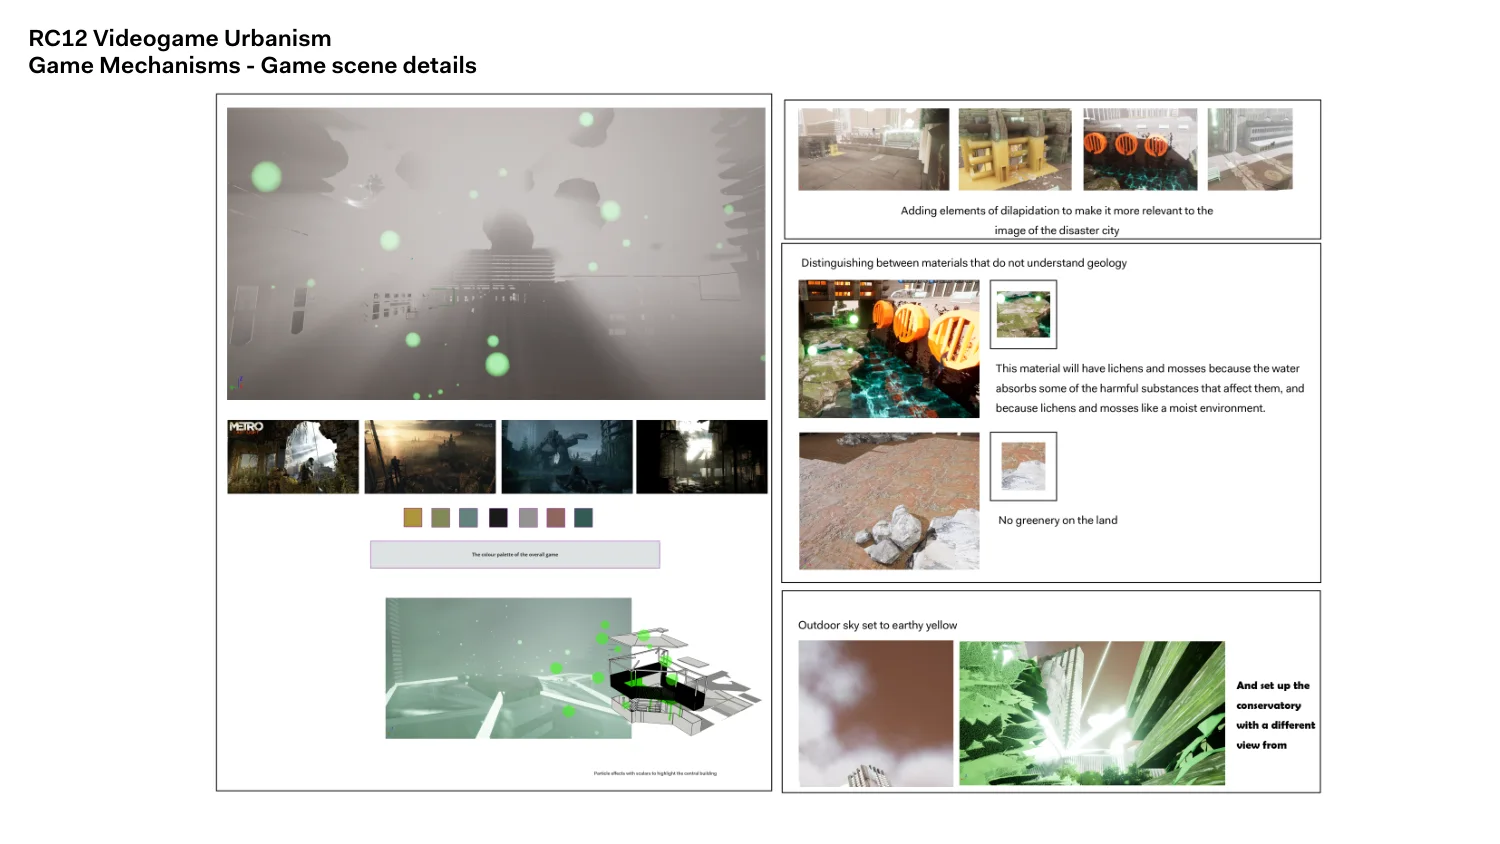 RC12 Videogame Urbanism
Game Mechanisms - Game scene details
METRO
The colour palette of the overall game
Particle effects with scalars to highlight the central building
Adding elements of dilapidation to make it more relevant to the
image of the disaster city
Distinguishing between materials that do not understand geology
This material will have lichens and mosses because the water
absorbs some of the harmful substances that affect them, and
because lichens and mosses like a moist environment.
No greenery on the land
Outdoor sky set to earthy yellow
And set up the
conservatory
with a different
view from